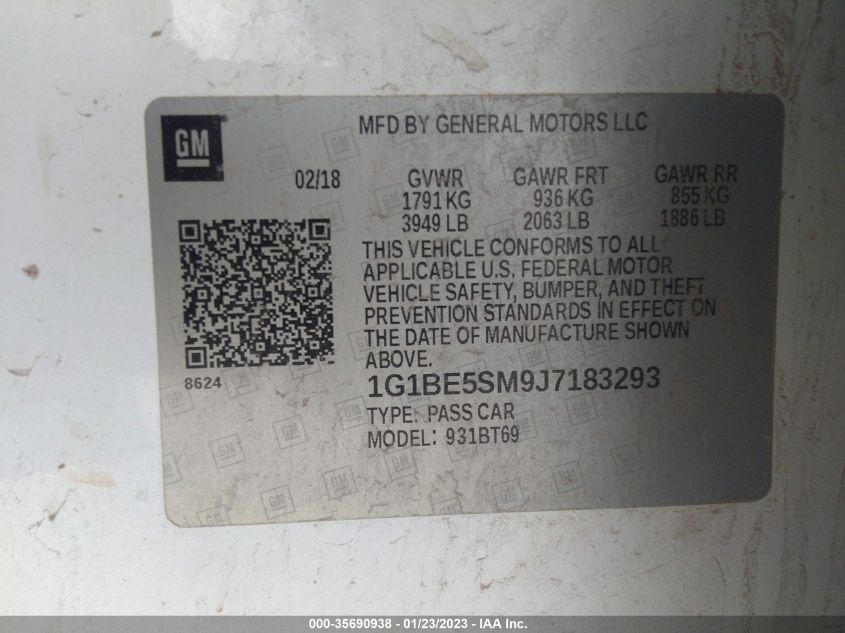 GM
MFD BY GENERAL MOTORS LLC
02/18
GVWR GAWR FRT GAWR RR
1791 KG 936 KG 855 KG
3949 LB 2063 LB 1886 LB
THIS VEHICLE CONFORMS TO ALL
APPLICABLE U.S. FEDERAL MOTOR
VEHICLE SAFETY, BUMPER, AND THEFT
PREVENTION STANDARDS IN EFFECT ON
THE DATE OF MANUFACTURE SHOWN
ABOVE.
8624
1G1BE5SM9J7183293
TYPE: PASS CAR
MODEL: 931BT69
000-35690938 - 01/23/2023 - IAA Inc.